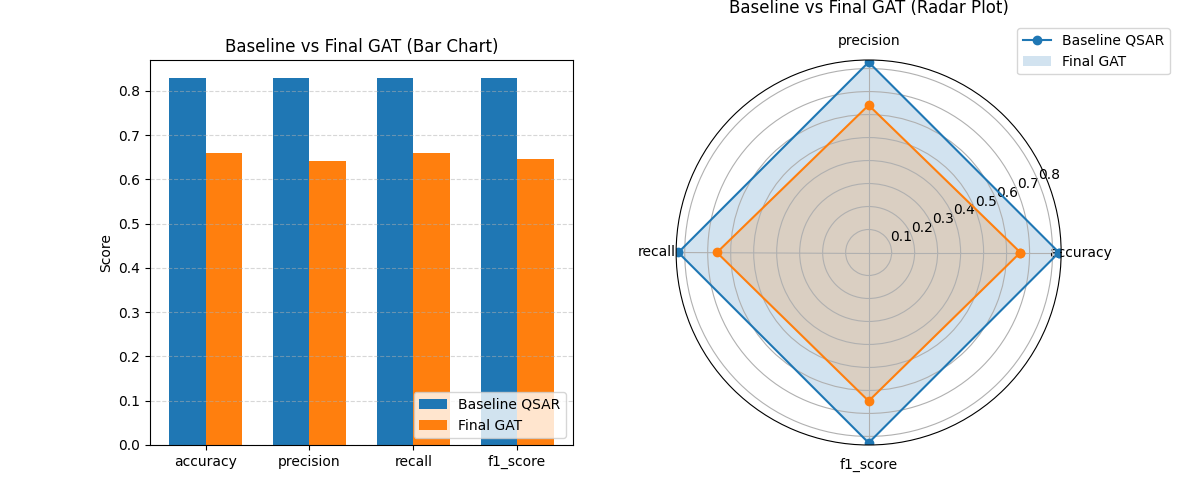 Baseline vs Final GAT (Bar Chart)
Score
0.8
0.7
0.6
0.5
0.4
0.3
0.2
0.1
0.0
accuracy
precision
recall
f1_score
Baseline QSAR
Final GAT
Baseline vs Final GAT (Radar Plot)
Baseline QSAR
Final GAT
precision
recall
accuracy
f1_score
0.1
0.2
0.3
0.4
0.5
0.6
0.7
0.8